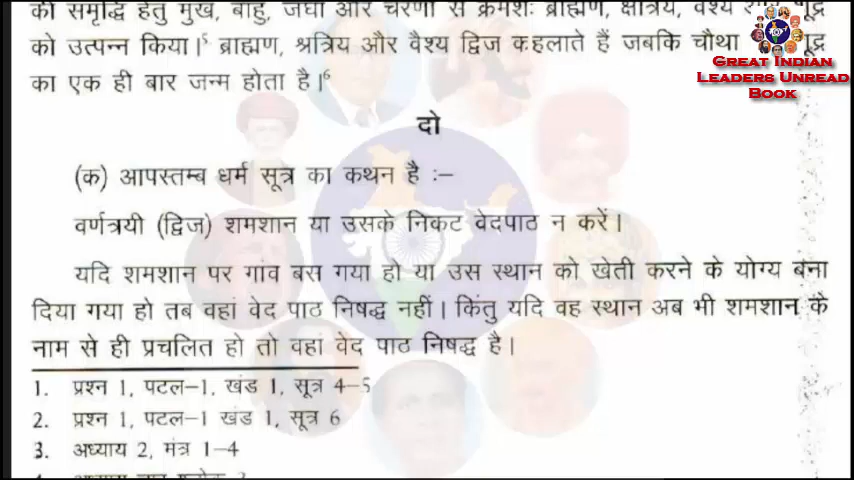 की समृद्धि हेतु मुख, बाहु, जंघा और चरणों से क्रमशः ब्राह्मण, क्षत्रिय, वैश्य
को उत्पन्न किया।⁵ ब्राह्मण, श्रत्रिय और वैश्य द्विज कहलाते हैं जबकि चौथा
का एक ही बार जन्म होता है।⁶
GREAT INDIAN
LEADERS UNREAD
BOOK
दो
(क) आपस्तम्ब धर्म सूत्र का कथन है :–
वर्णत्रयी (द्विज) शमशान या उसके निकट वेदपाठ न करें।
यदि शमशान पर गांव बस गया हो या उस स्थान को खेती करने के योग्य बना
दिया गया हो तब वहां वेद पाठ निषद्ध नहीं। किंतु यदि वह स्थान अब भी शमशान के
नाम से ही प्रचलित हो तो वहा वेद पाठ निषद्ध है।
1. प्रश्न 1, पटल–1, खंड 1, सूत्र 4–5
2. प्रश्न 1, पटल–1 खंड 1, सूत्र 6
3. अध्याय 2, मंत्र 1–4